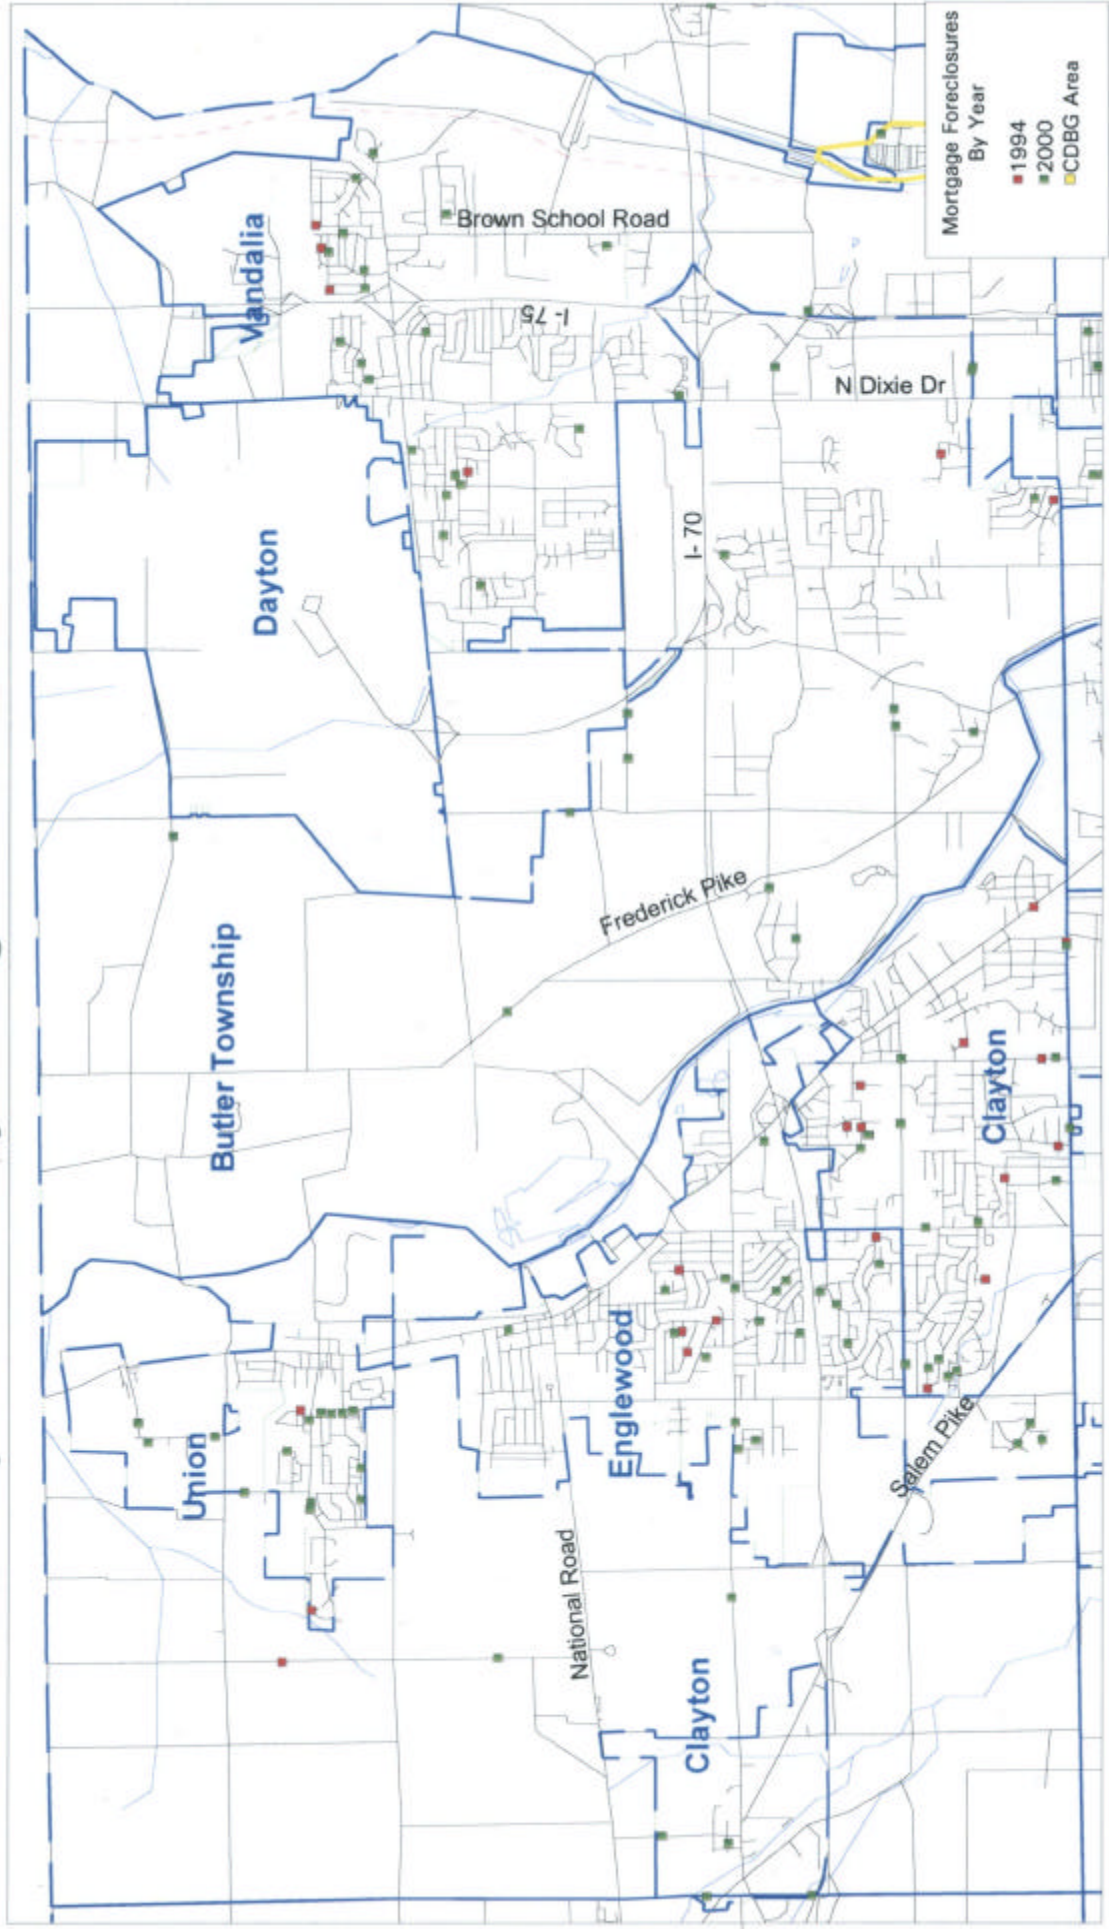 Vandalia
Dayton
Butler Township
Union
Brown School Road
I-75
N Dixie Dr
I-70
Frederick Pike
Englewood
National Road
Clayton
Clayton
Salem Pike
Mortgage Foreclosures
By Year
1994
2000
CDBG Area